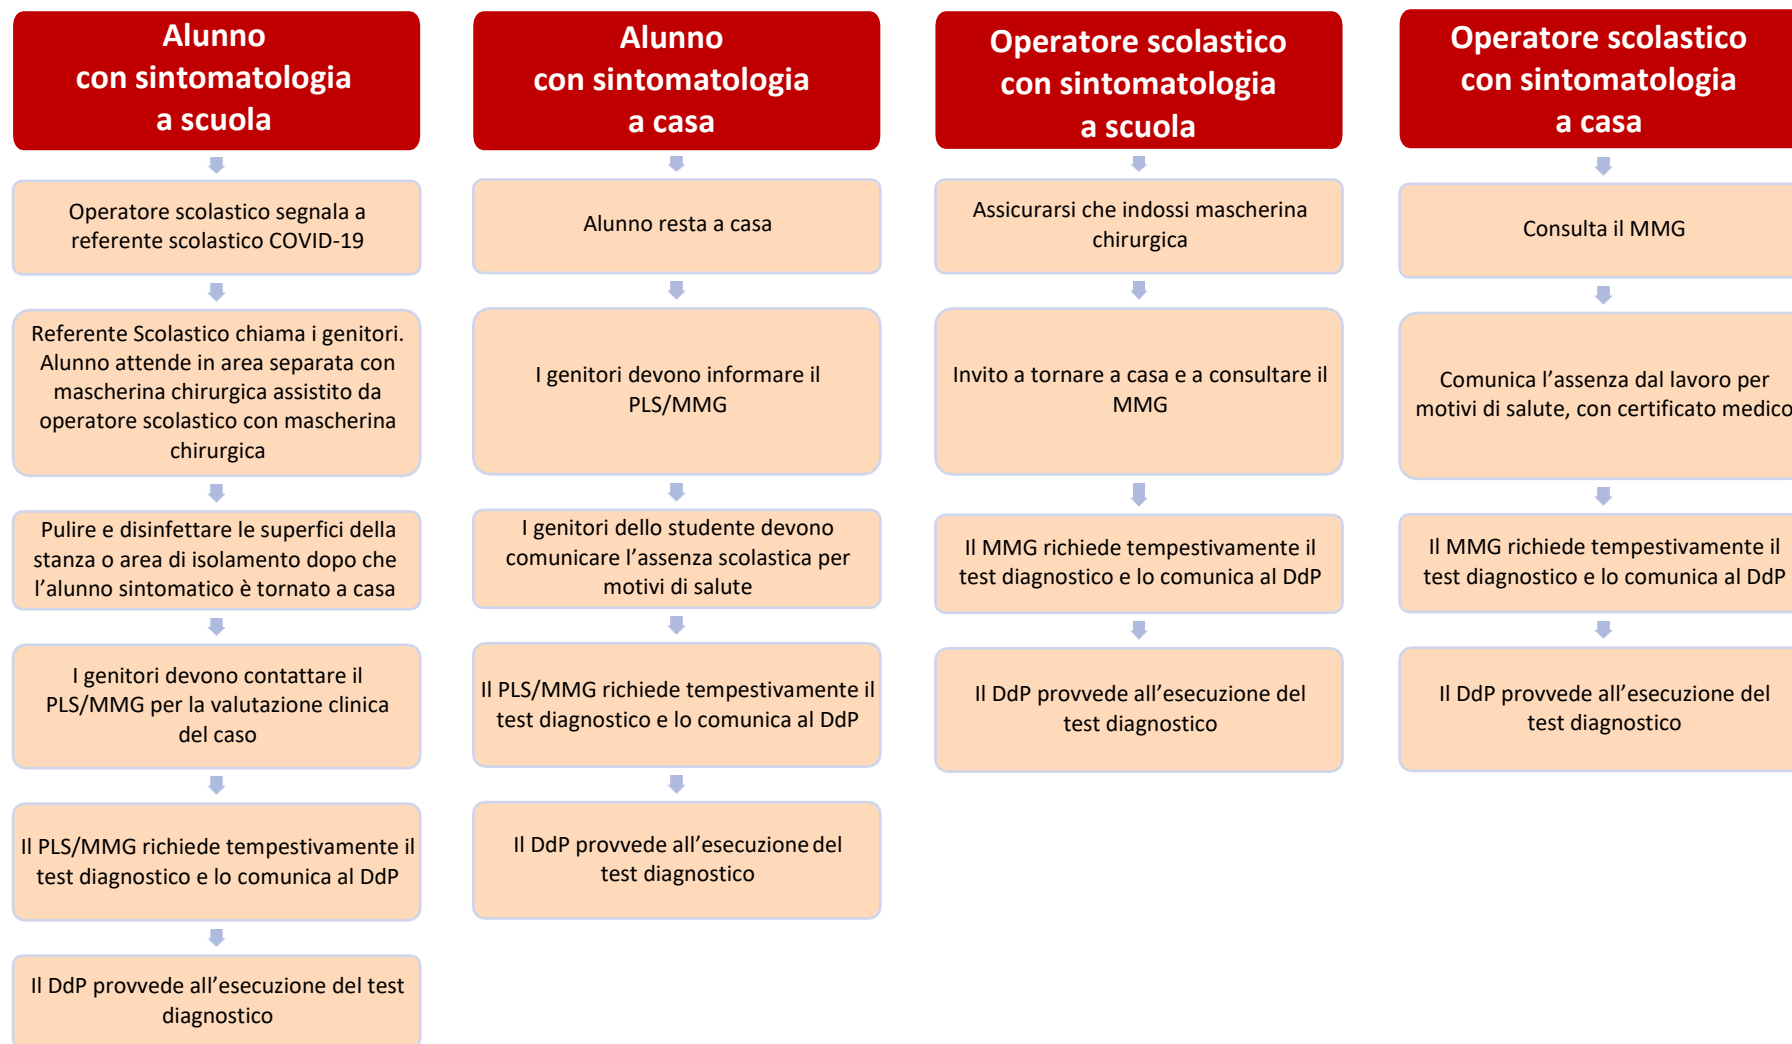 Alunno
con sintomatologia
a scuola
Operatore scolastico segnala a
referente scolastico COVID-19
Referente Scolastico chiama i genitori.
Alunno attende in area separata con
mascherina chirurgica assistito da
operatore scolastico con mascherina
chirurgica
Pulire e disinfettare le superfici della
stanza o area di isolamento dopo che
l’alunno sintomatico è tornato a casa
I genitori devono contattare il
PLS/MMG per la valutazione clinica
del caso
Il PLS/MMG richiede tempestivamente il
test diagnostico e lo comunica al DdP
Il DdP provvede all’esecuzione del test
diagnostico
Alunno
con sintomatologia
a casa
Alunno resta a casa
I genitori devono informare il
PLS/MMG
I genitori dello studente devono
comunicare l’assenza scolastica per
motivi di salute
Il PLS/MMG richiede tempestivamente il
test diagnostico e lo comunica al DdP
Il DdP provvede all’esecuzione del
test diagnostico
Operatore scolastico
con sintomatologia
a scuola
Assicurarsi che indossi mascherina
chirurgica
Invito a tornare a casa e a consultare il
MMG
Il MMG richiede tempestivamente il
test diagnostico e lo comunica al DdP
Il DdP provvede all’esecuzione del
test diagnostico
Operatore scolastico
con sintomatologia
a casa
Consulta il MMG
Comunica l’assenza dal lavoro per
motivi di salute, con certificato medico
Il MMG richiede tempestivamente il
test diagnostico e lo comunica al DdP
Il DdP provvede all’esecuzione del
test diagnostico